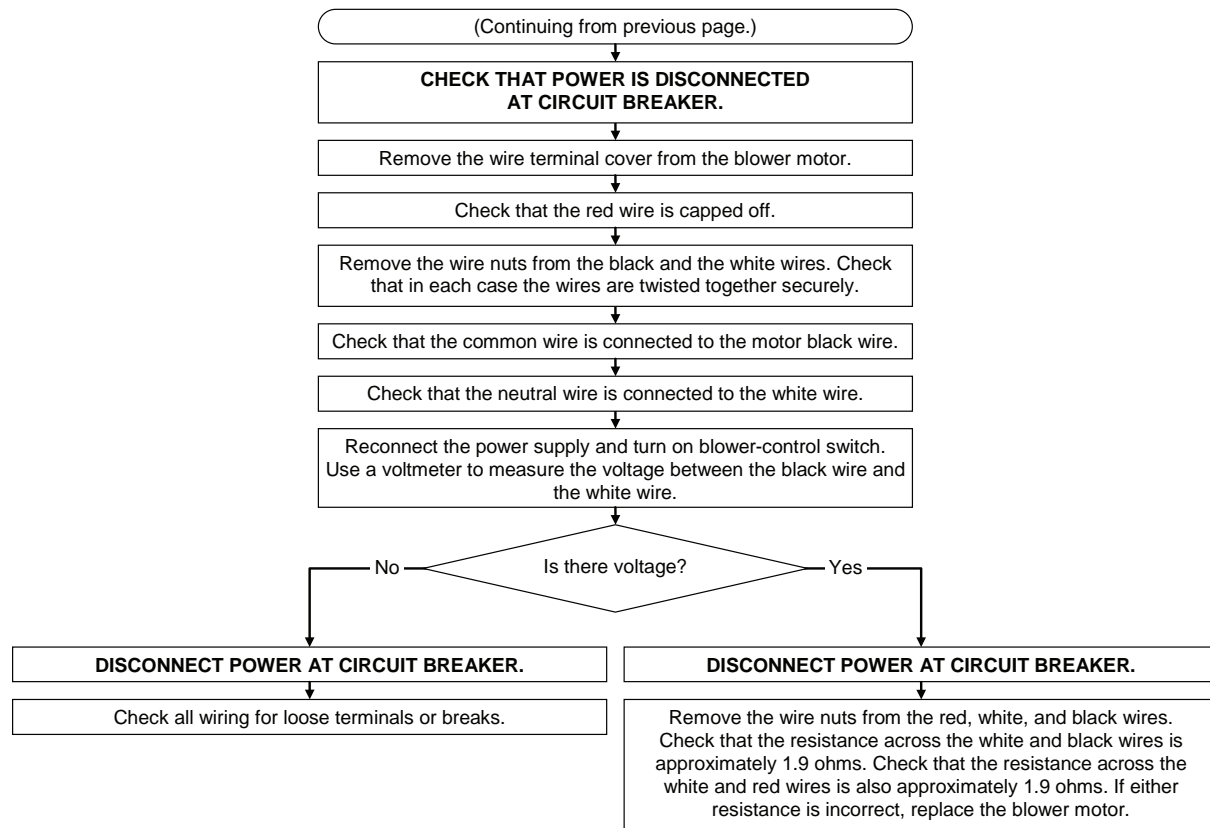 (Continuing from previous page.)
CHECK THAT POWER IS DISCONNECTED
AT CIRCUIT BREAKER.
Remove the wire terminal cover from the blower motor.
Check that the red wire is capped off.
Remove the wire nuts from the black and the white wires. Check
that in each case the wires are twisted together securely.
Check that the common wire is connected to the motor black wire.
Check that the neutral wire is connected to the white wire.
Reconnect the power supply and turn on blower-control switch.
Use a voltmeter to measure the voltage between the black wire and
the white wire.
Is there voltage?
No
Yes
DISCONNECT POWER AT CIRCUIT BREAKER.
Check all wiring for loose terminals or breaks.
DISCONNECT POWER AT CIRCUIT BREAKER.
Remove the wire nuts from the red, white, and black wires.
Check that the resistance across the white and black wires is
approximately 1.9 ohms. Check that the resistance across the
white and red wires is also approximately 1.9 ohms. If either
resistance is incorrect, replace the blower motor.